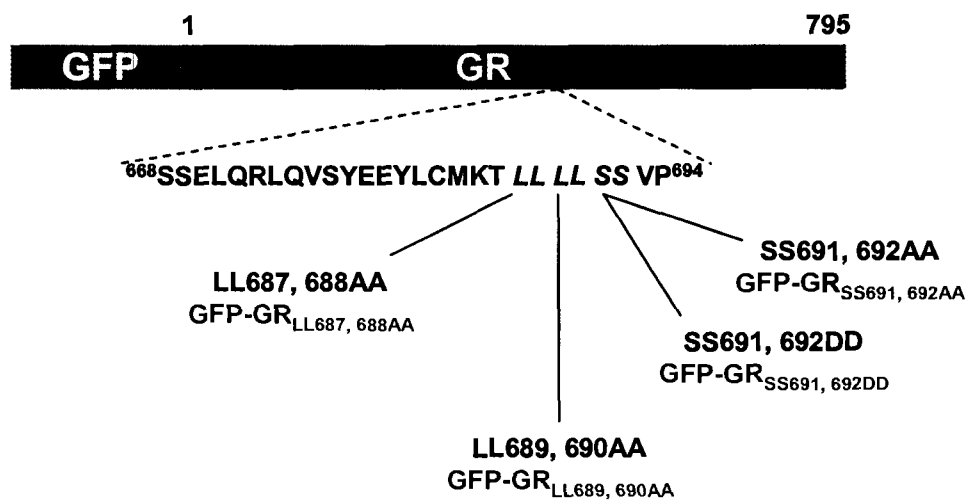 1 795
GFP GR
668SSELQRLQVSYEEYLCMKT LL LL SS VP694
SS691, 692AA
GFP-GRSS691, 692AA
LL687, 688AA
GFP-GRLL687, 688AA
SS691, 692DD
GFP-GRSS691, 692DD
LL689, 690AA
GFP-GRLL689, 690AA